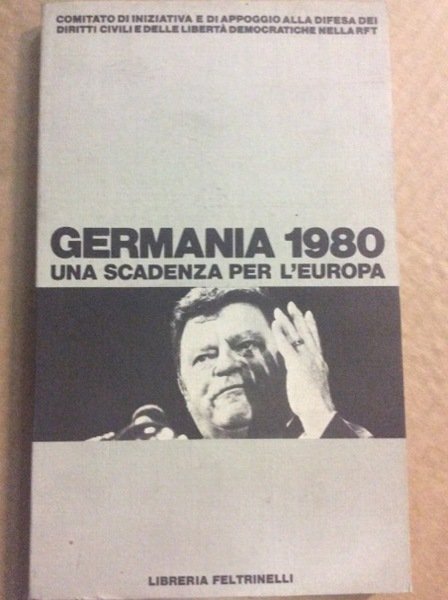 COMITATO DI INIZIATIVA E DI APPOGGIO ALLA DIFESA DEI
DIRITTI CIVILI E DELLE LIBERTÀ DEMOCRATICHE NELLA RFT
GERMANIA 1980
UNA SCADENZA PER L'EUROPA
LIBRERIA FELTRINELLI